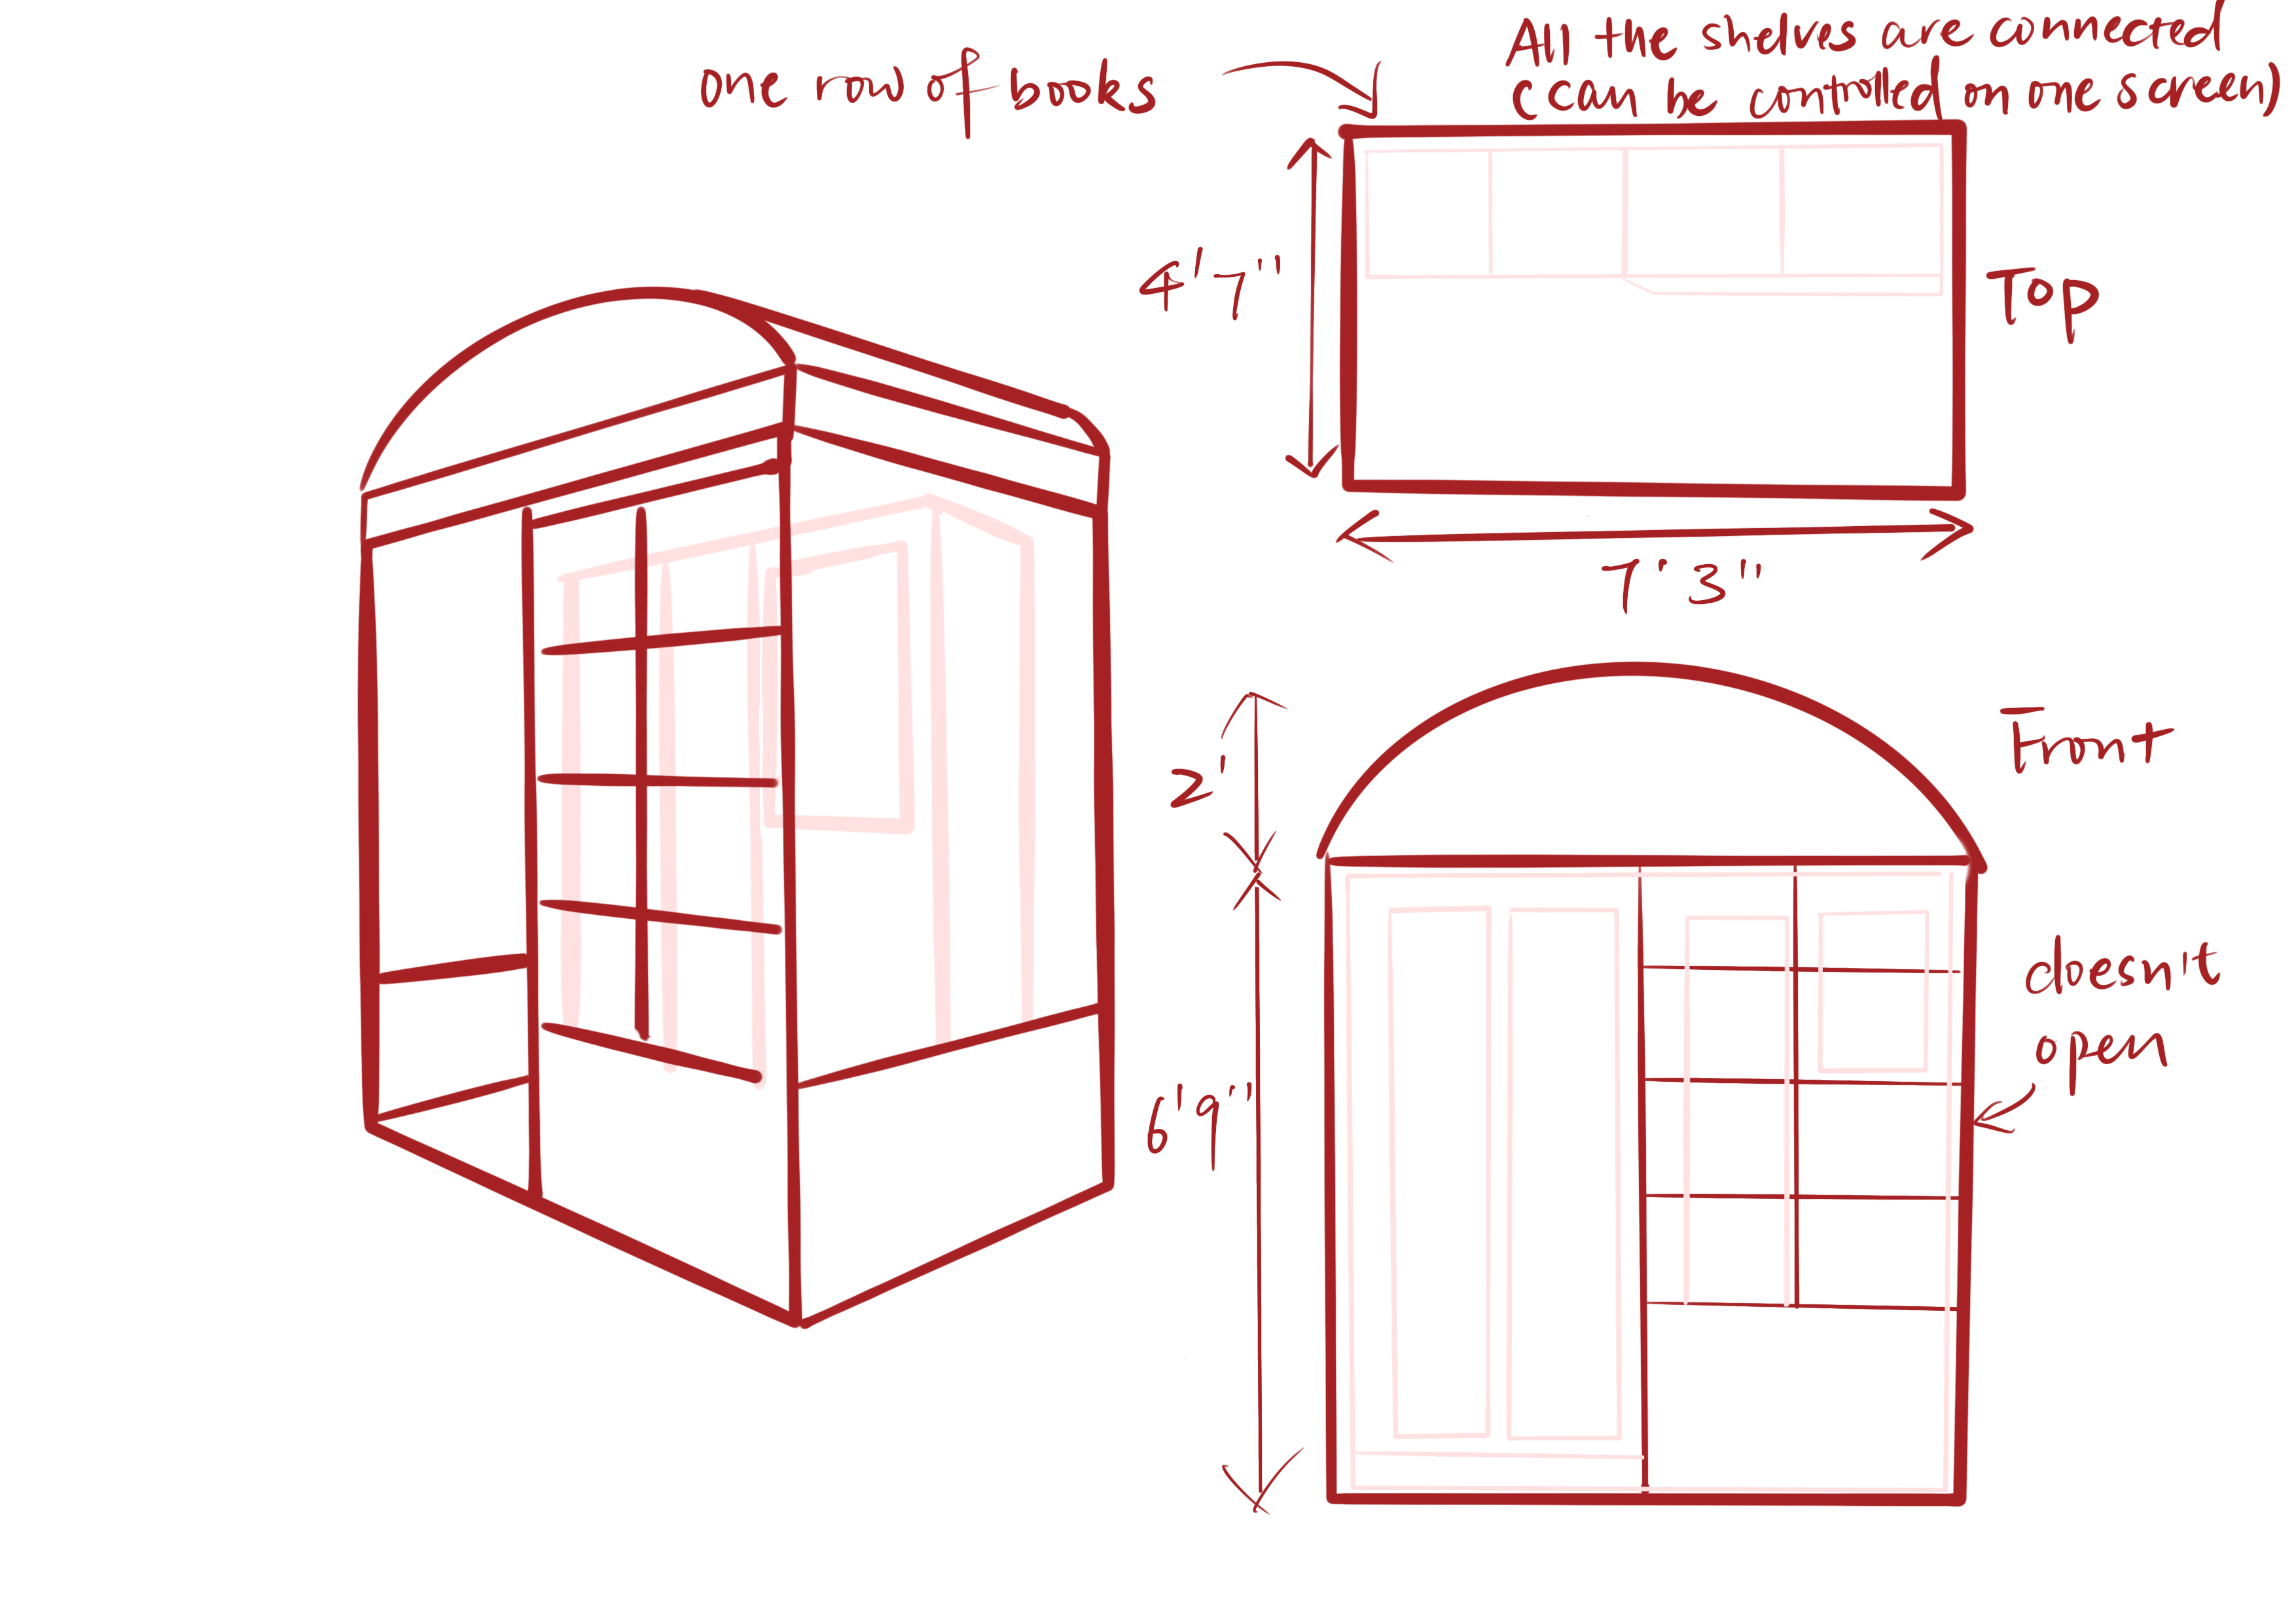 one row of books
All the shelves are connected
(can be controlled on one screen)
4'7"
Top
7'3"
Front
2'
doesn't
open
6'9"